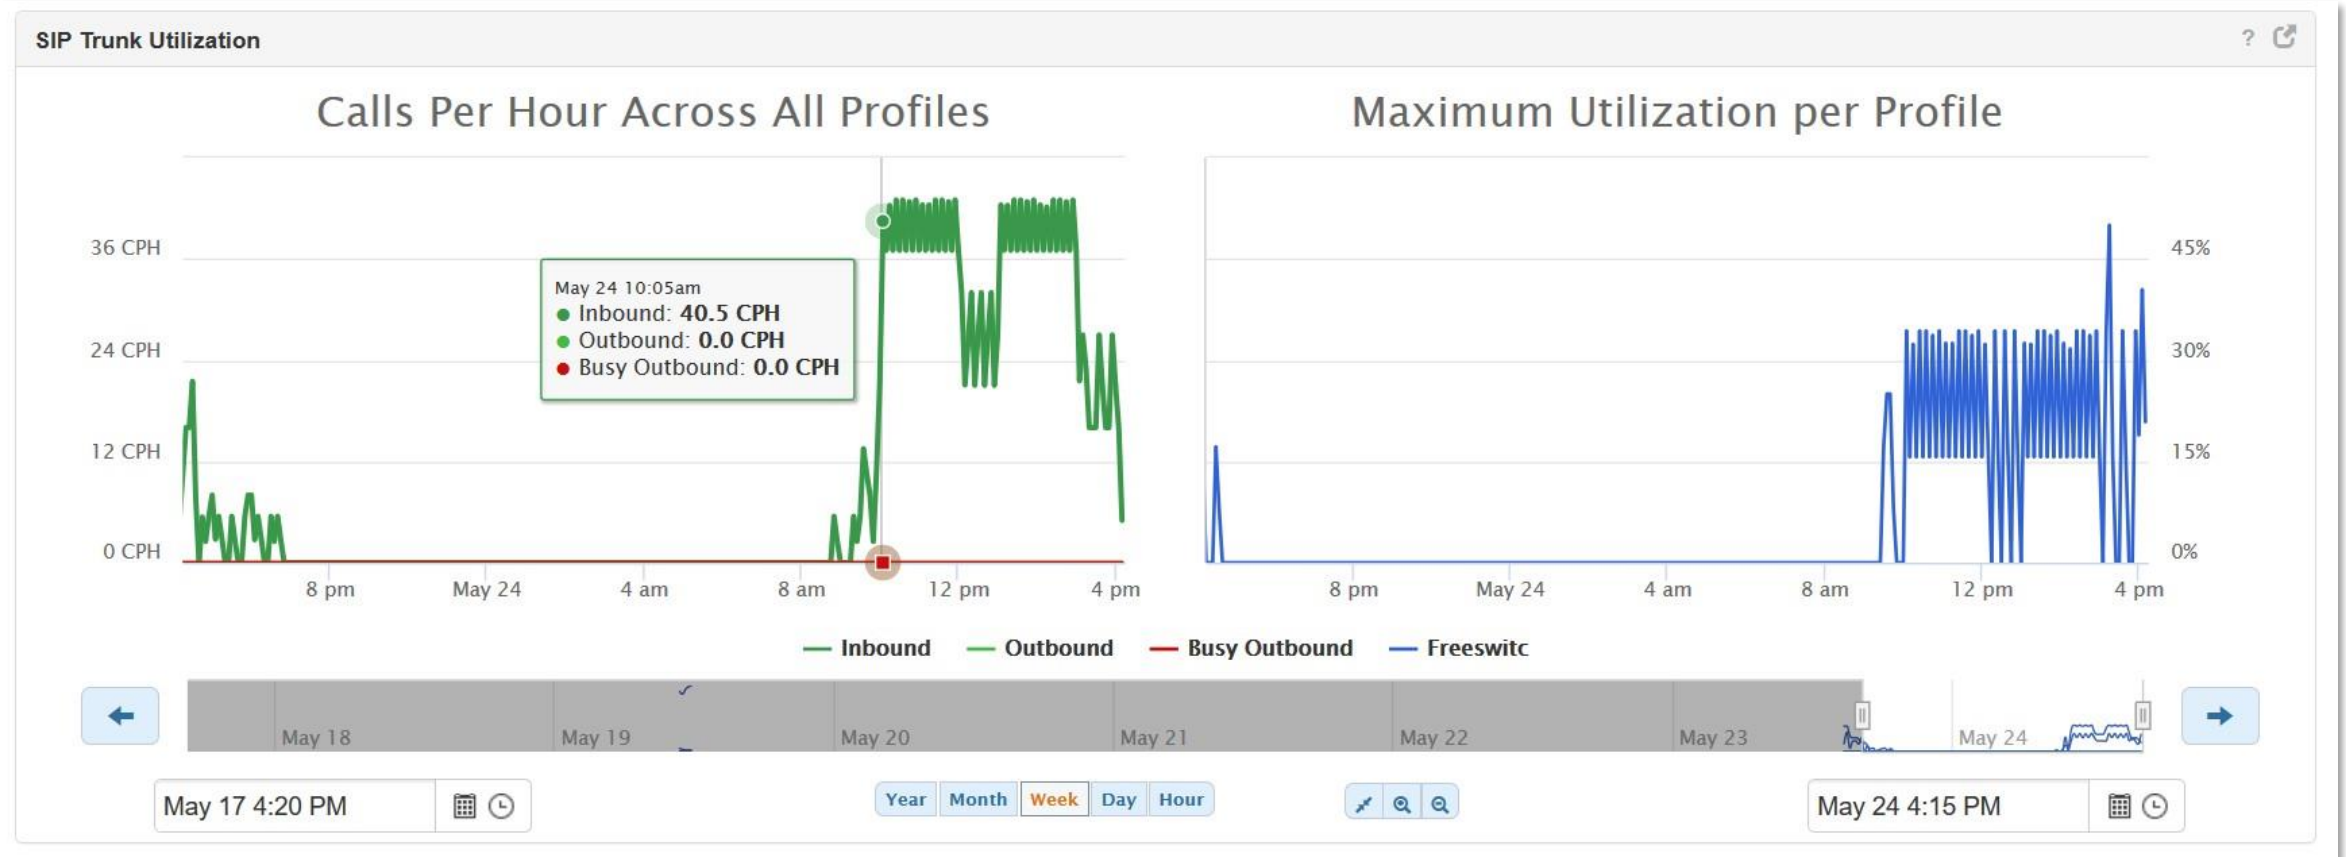 SIP Trunk Utilization
?
Calls Per Hour Across All Profiles
36 CPH
24 CPH
12 CPH
0 CPH
May 24 10:05am
Inbound: 40.5 CPH
Outbound: 0.0 CPH
Busy Outbound: 0.0 CPH
8 pm May 24 4 am 8 am 12 pm 4 pm
Maximum Utilization per Profile
45%
30%
15%
0%
8 pm May 24 4 am 8 am 12 pm 4 pm
Inbound Outbound Busy Outbound Freeswitc
May 18 May 19 May 20 May 21 May 22 May 23 May 24
May 17 4:20 PM
Year Month Week Day Hour
May 24 4:15 PM